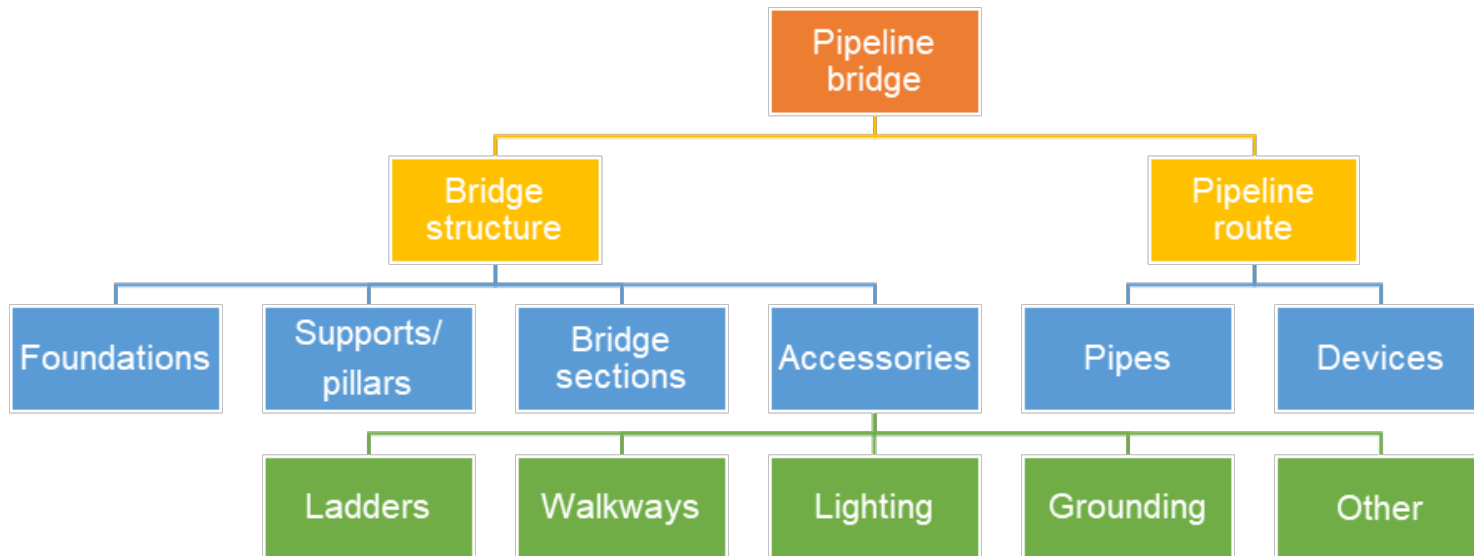 Pipeline
bridge
Bridge
structure
Pipeline
route
Foundations
Supports/
pillars
Bridge
sections
Accessories
Pipes
Devices
Ladders
Walkways
Lighting
Grounding
Other